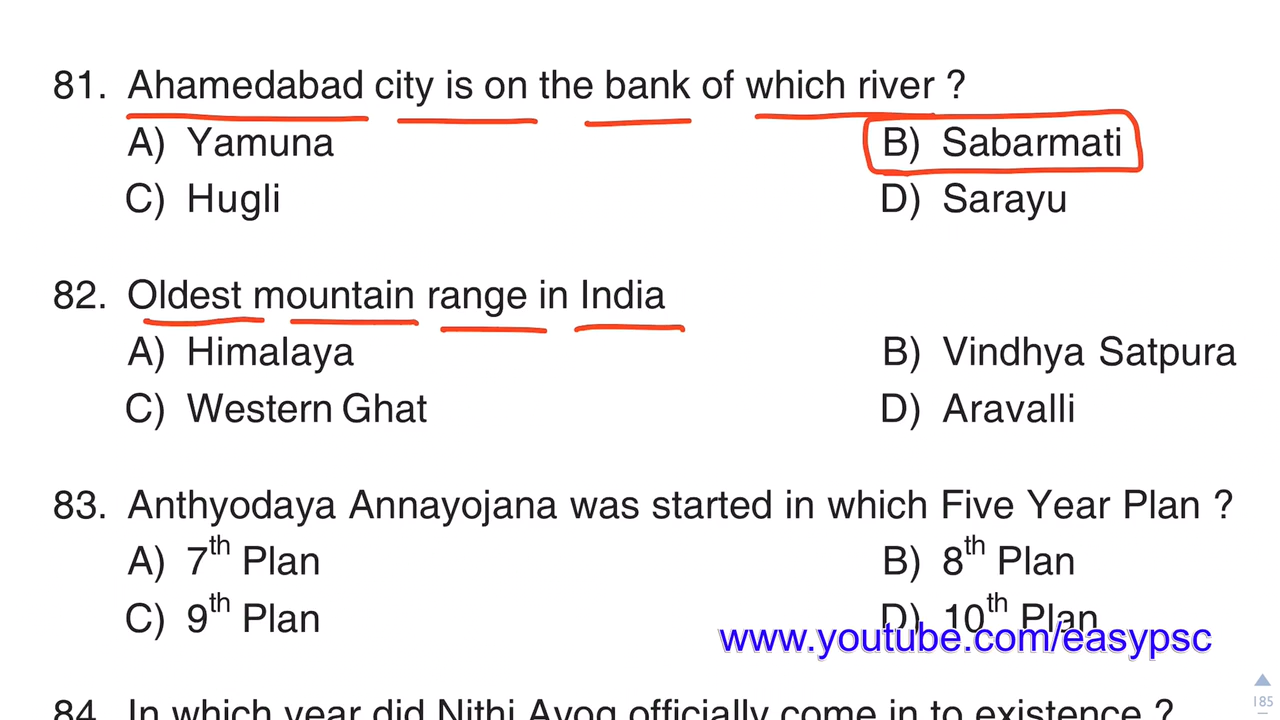 81. Ahamedabad city is on the bank of which river ?
A) Yamuna B) Sabarmati
C) Hugli D) Sarayu
82. Oldest mountain range in India
A) Himalaya B) Vindhya Satpura
C) Western Ghat D) Aravalli
83. Anthyodaya Annayojana was started in which Five Year Plan ?
A) 7th Plan B) 8th Plan
C) 9th Plan D) 10th Plan
www.youtube.com/easypsc
185
84. In which year did Nithi Ayog officially come in to existence ?